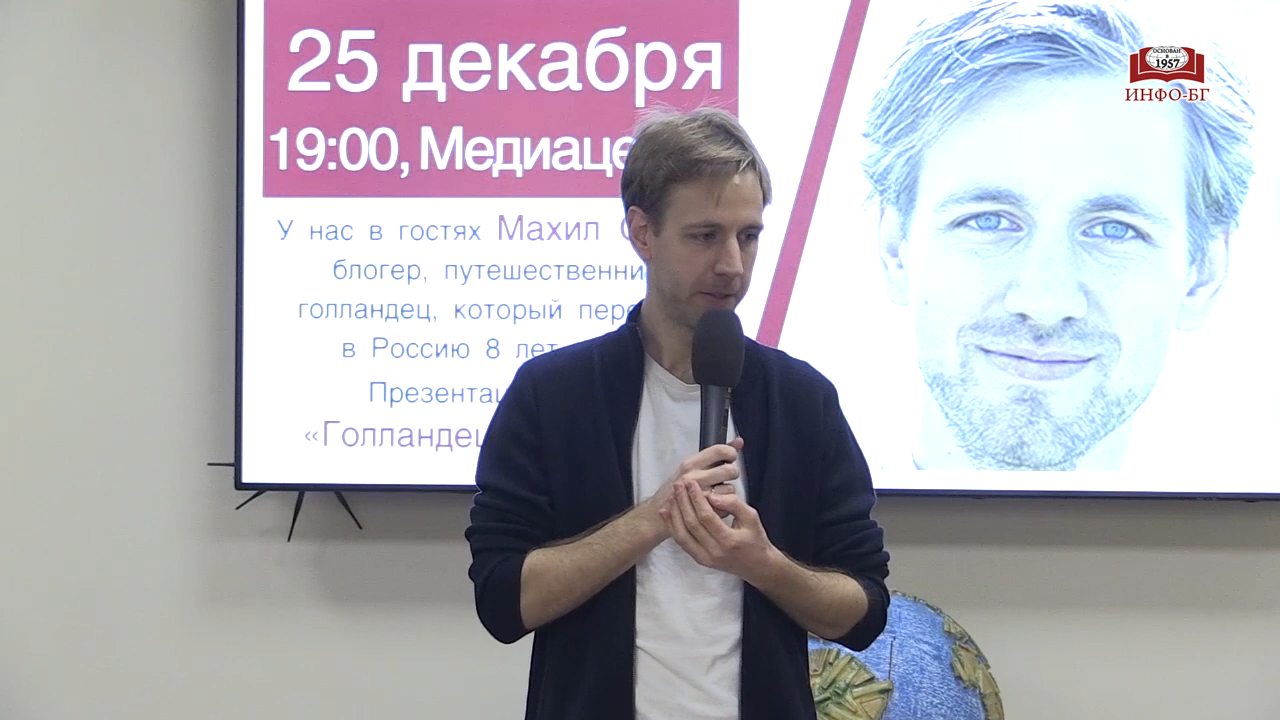 25 декабря
19:00, Медиаце
У нас в гостях Махил
блогер, путешественни
голландец, который пер
в Россию 8 лет
Презентац
«Голландец
ОСНОВАН
В
1957
ИНФО-БГ